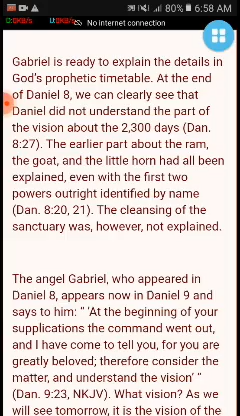 0:0KB/s U:0KB/s No internet connection 80% 6:58 AM
Gabriel is ready to explain the details in
God's prophetic timetable. At the end
of Daniel 8, we can clearly see that
Daniel did not understand the part of
the vision about the 2,300 days (Dan.
8:27). The earlier part about the ram,
the goat, and the little horn had all been
explained, even with the first two
powers outright identified by name
(Dan. 8:20, 21). The cleansing of the
sanctuary was, however, not explained.
The angel Gabriel, who appeared in
Daniel 8, appears now in Daniel 9 and
says to him: " 'At the beginning of your
supplications the command went out,
and I have come to tell you, for you
are greatly beloved; therefore consider
the matter, and understand the vision' "
(Dan. 9:23, NKJV). What vision? As we
will see tomorrow, it is the vision of the